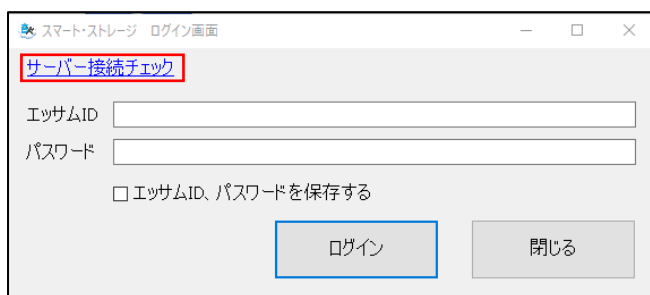 スマート・ストレージ　ログイン画面
サーバー接続チェック
エッサムID
パスワード
エッサムID、パスワードを保存する
ログイン　閉じる